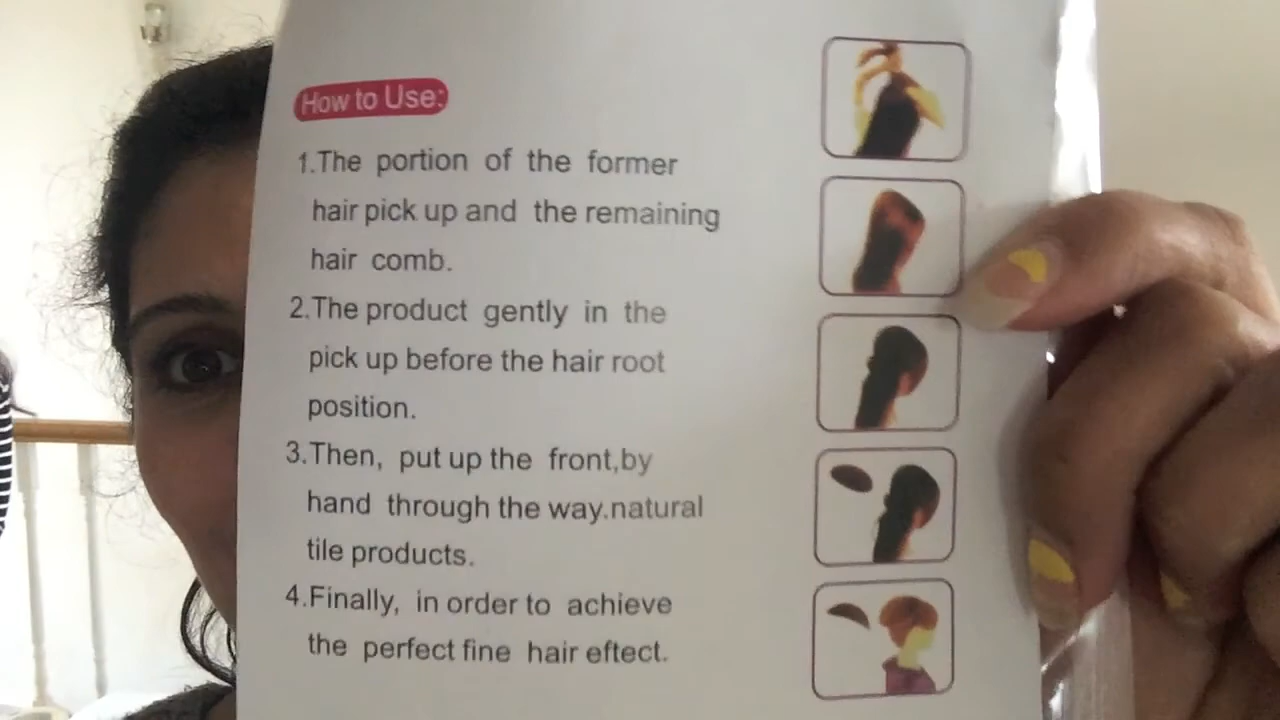 How to Use:
1.The portion of the former
hair pick up and the remaining
hair comb.
2.The product gently in the
pick up before the hair root
position.
3.Then, put up the front,by
hand through the way.natural
tile products.
4.Finally, in order to achieve
the perfect fine hair eftect.